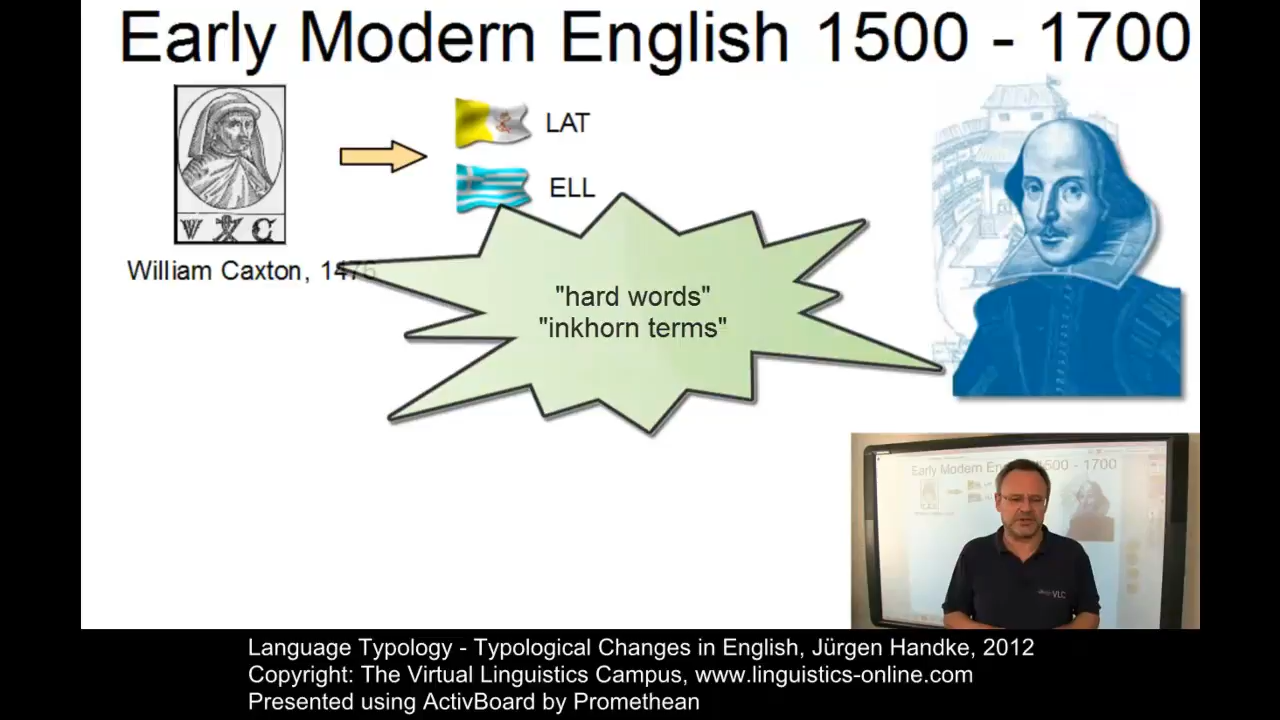 Early Modern English 1500 - 1700
LAT
ELL
W C
William Caxton, 1476
"hard words"
"inkhorn terms"
Early Modern English 1500 - 1700
VLC
Language Typology - Typological Changes in English, Jürgen Handke, 2012
Copyright: The Virtual Linguistics Campus, www.linguistics-online.com
Presented using ActivBoard by Promethean